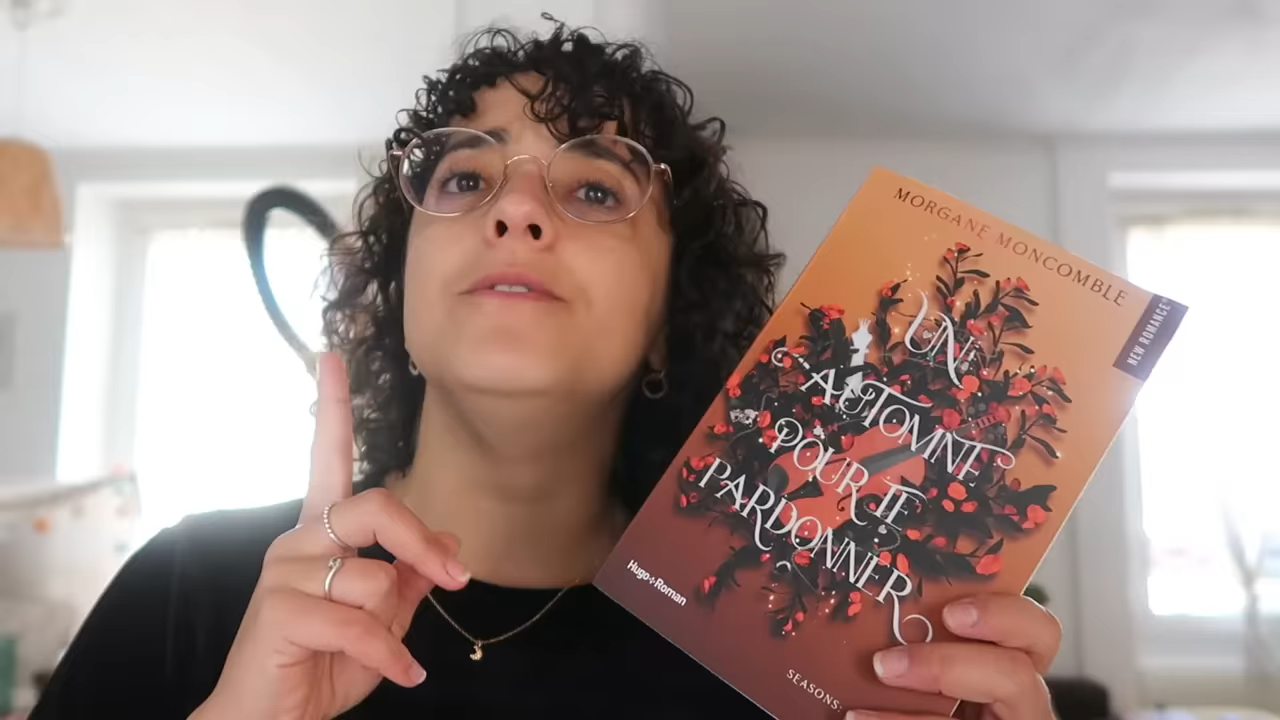 MORGANE MONCOMBLE
NEW ROMANCE
UN
AUTOMNE
POUR TE
PARDONNER
Hugo Roman
SEASONS: